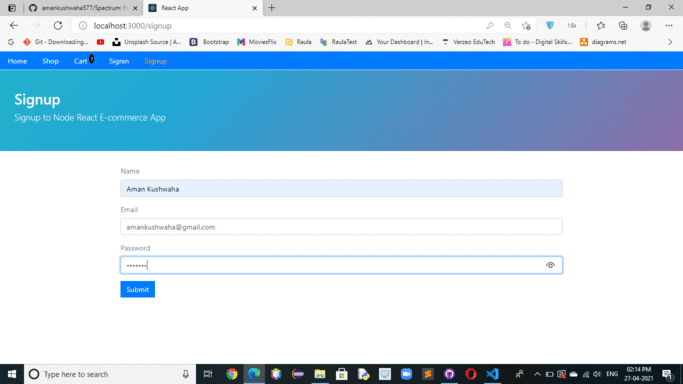 amankushwaha577/Spectrum: F
React App
localhost:3000/signup
1.5x
Git - Downloading...
Unsplash Source | A...
Bootstrap
MoviesFlix
Raula
RaulaTest
Your Dashboard | In...
Verzeo EduTech
To do - Digital Skills...
diagrams.net
Home
Shop
Cart 0
Signin
Signup
Signup
Signup to Node React E-commerce App
Name
Aman Kushwaha
Email
amankushwaha@gmail.com
Password
Submit
Type here to search
ENG
02:14 PM
27-04-2021